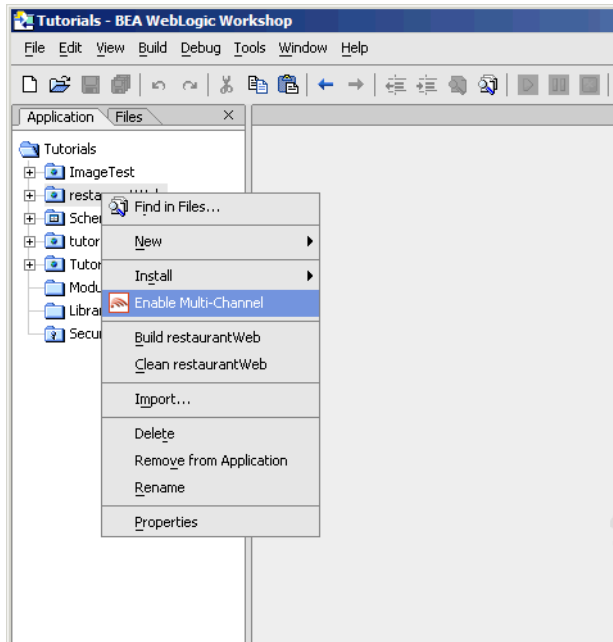 Tutorials - BEA WebLogic Workshop
File Edit View Build Debug Tools Window Help
Application Files
Tutorials
ImageTest
Find in Files...
New
Install
Enable Multi-Channel
Build restaurantWeb
Clean restaurantWeb
Import...
Delete
Remove from Application
Rename
Properties